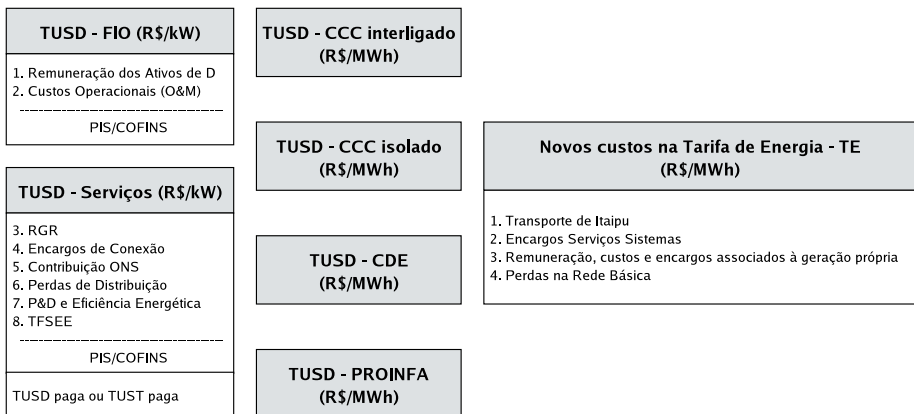 TUSD - FIO (R$/kW)
1. Remuneração dos Ativos de D
2. Custos Operacionais (O&M)
PIS/COFINS
TUSD - Serviços (R$/kW)
3. RGR
4. Encargos de Conexão
5. Contribuição ONS
6. Perdas de Distribuição
7. P&D e Eficiência Energética
8. TFSEE
PIS/COFINS
TUSD paga ou TUST paga
TUSD - CCC interligado
(R$/MWh)
TUSD - CCC isolado
(R$/MWh)
TUSD - CDE
(R$/MWh)
TUSD - PROINFA
(R$/MWh)
Novos custos na Tarifa de Energia - TE
(R$/MWh)
1. Transporte de Itaipu
2. Encargos Serviços Sistemas
3. Remuneração, custos e encargos associados à geração própria
4. Perdas na Rede Básica